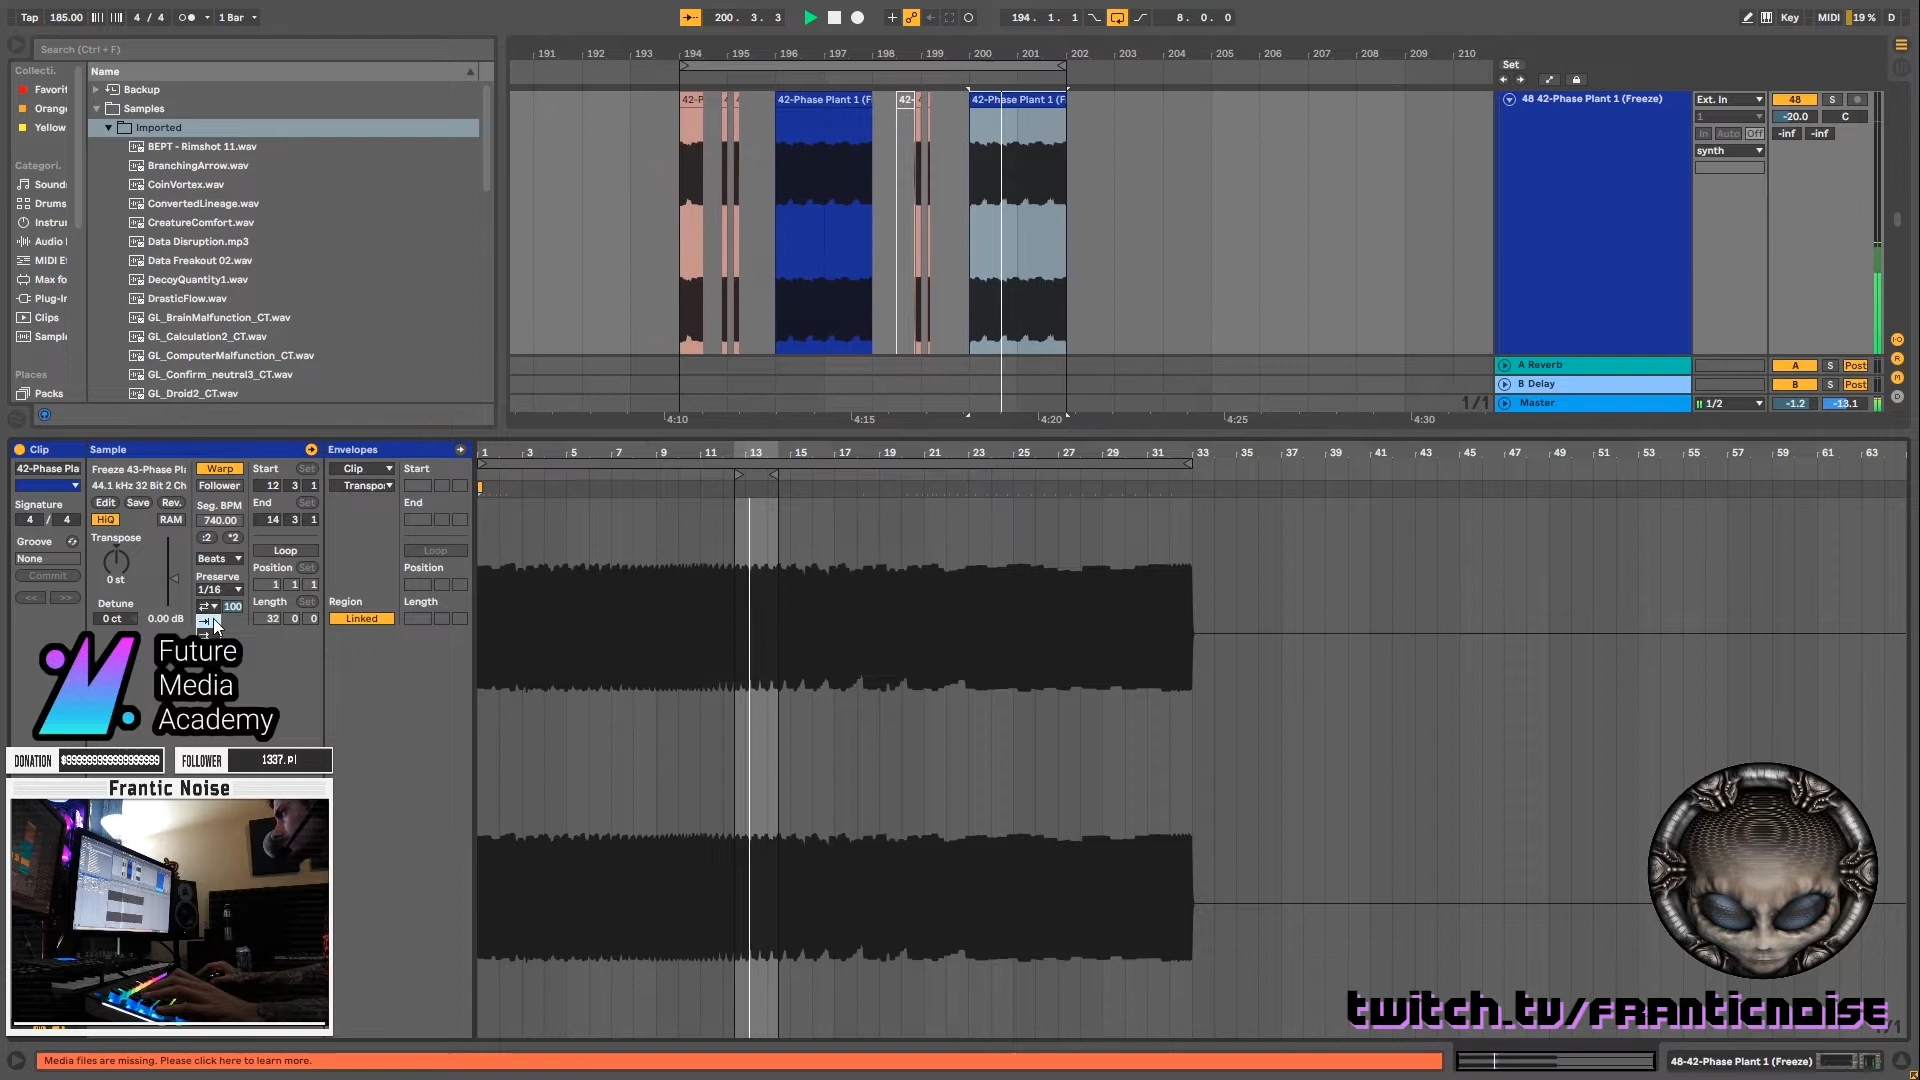 Tap 185.00 4 / 4 1 Bar 200. 3. 3 194. 1. 1 8. 0. 0 Key MIDI 19 % D
Search (Ctrl + F)
Collecti.
Favorit
Orange
Yellow
Categori.
Sound
Drums
Instrur
Audio
MIDI Ef
Max fo
Plug-In
Clips
Sample
Places
Packs
Name
Backup
Samples
Imported
BEPT - Rimshot 11.wav
BranchingArrow.wav
CoinVortex.wav
ConvertedLineage.wav
CreatureComfort.wav
Data Disruption.mp3
Data Freakout 02.wav
DecoyQuantity1.wav
DrasticFlow.wav
GL_BrainMalfunction_CT.wav
GL_Calculation2_CT.wav
GL_ComputerMalfunction_CT.wav
GL_Confirm_neutral3_CT.wav
GL_Droid2_CT.wav
191 192 193 194 195 196 197 198 199 200 201 202 203 204 205 206 207 208 209 210
42-P 42-Phase Plant 1 (F 42- 42-Phase Plant 1 (F
1/1
4:10 4:15 4:20 4:25 4:30
Set
48 42-Phase Plant 1 (Freeze)
Ext. In 48 S
1 -20.0 C
In Auto Off -inf -inf
synth
A Reverb A S Post
B Delay B S Post
Master 1/2 -1.2 -13.1
Clip
42-Phase Pla
Signature
4 / 4
Groove
None
Commit
<< >>
Sample
Freeze 43-Phase Pl
44.1 kHz 32 Bit 2 Ch
Edit Save Rev.
HiQ RAM
Transpose
0 st
Detune
0 ct 0.00 dB
Warp
Follower
Seg. BPM
740.00
:2 *2
Beats
Preserve
1/16
100
Start Set
12 3 1
End Set
14 3 1
Loop
Position Set
1 1 1
Length Set
32 0 0
Envelopes
Clip
Transpo
Region
Linked
Start
End
Loop
Position
Length
1 3 5 7 9 11 13 15 17 19 21 23 25 27 29 31 33 35 37 39 41 43 45 47 49 51 53 55 57 59 61 63
Future
Media
Academy
DONATION $999999999999999999
FOLLOWER 1337.pl
Frantic Noise
twitch.tv/franticnoise
Media files are missing. Please click here to learn more.
48-42-Phase Plant 1 (Freeze)